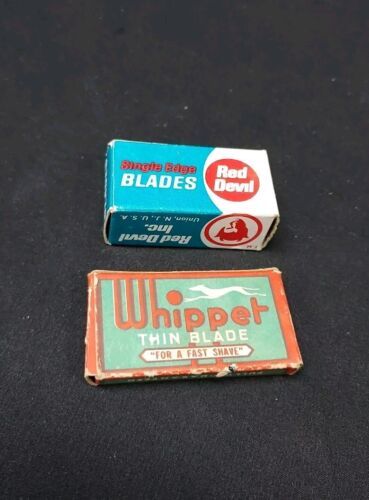 Single Edge
BLADES
Red
Devil
Red Devil
Inc.
Union, N.J., U.S.A.
Whippet
THIN BLADE
"FOR A FAST SHAVE"